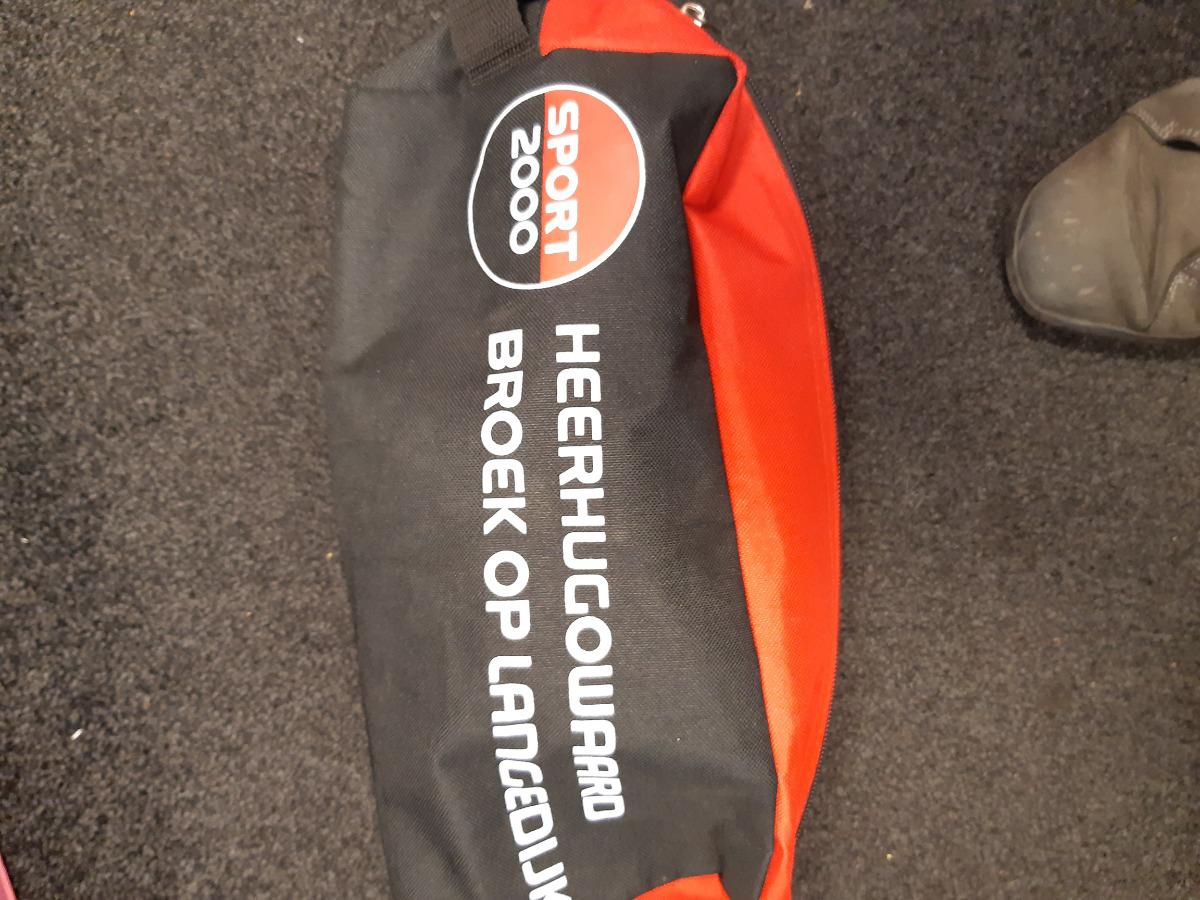 SPORT
2000
HEERHUGOWAARD
BROEK OP LANGEDIJK